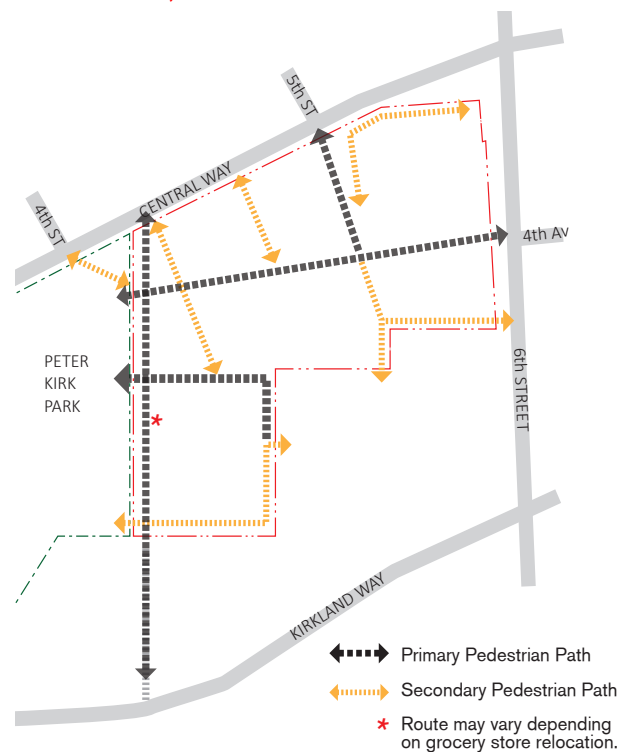 5th ST
CENTRAL WAY
4th ST
4th Av
PETER
KIRK
PARK
*
6th STREET
KIRKLAND WAY
Primary Pedestrian Path
Secondary Pedestrian Path
* Route may vary depending
on grocery store relocation.